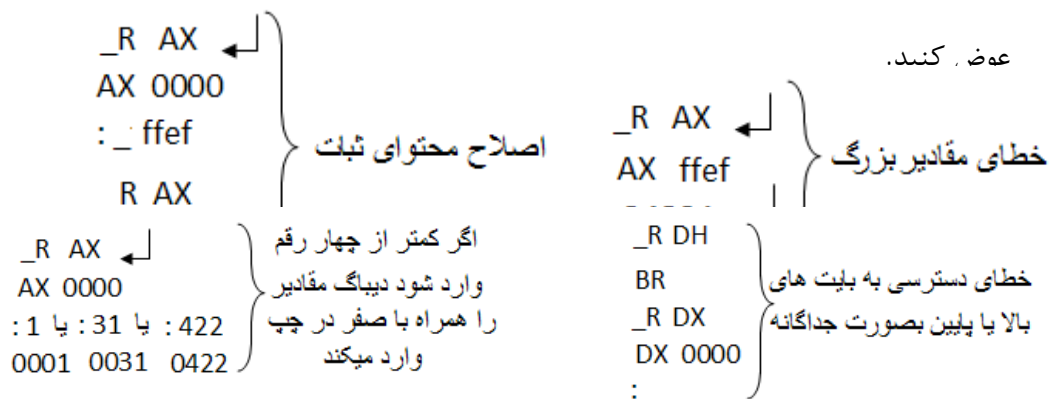 عوض کنید.
_R AX
AX ffef
خطای مقادیر بزرگ
_R AX
AX 0000
:_ ffef
R AX
اصلاح محتوای ثبات
_R DH
BR
_R DX
DX 0000
:
خطای دسترسی به بایت های
بالا یا پایین بصورت جداگانه
_R AX
AX 0000
:1 یا :31 یا :422
0001 0031 0422
اگر کمتر از چهار رقم
وارد شود دیباگ مقادیر
را همراه با صفر در چپ
وارد میکند